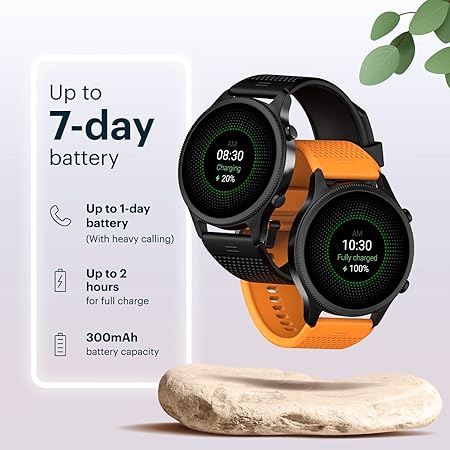 Up to
7-day
battery
Up to 1-day
battery
(With heavy calling)
Up to 2
hours
for full charge
300mAh
battery capacity
AM
08:30
Charging
20%
AM
10:30
Fully charged
100%